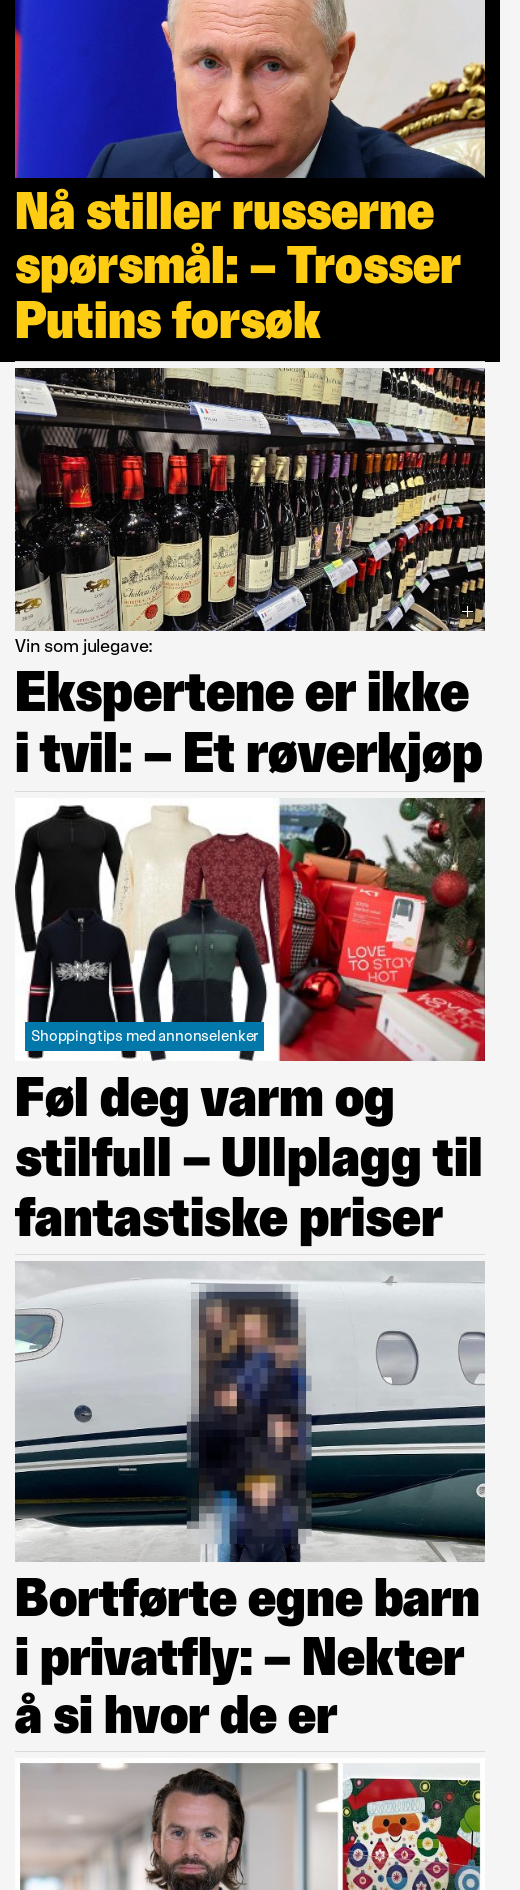 Nå stiller russerne
spørsmål: – Trosser
Putins forsøk
Vin som julegave:
Ekspertene er ikke
i tvil: – Et røverkjøp
LOVE
TO STAY
HOT
Shoppingtips med annonselenker
Føl deg varm og
stilfull – Ullplagg til
fantastiske priser
Bortførte egne barn
i privatfly: – Nekter
å si hvor de er